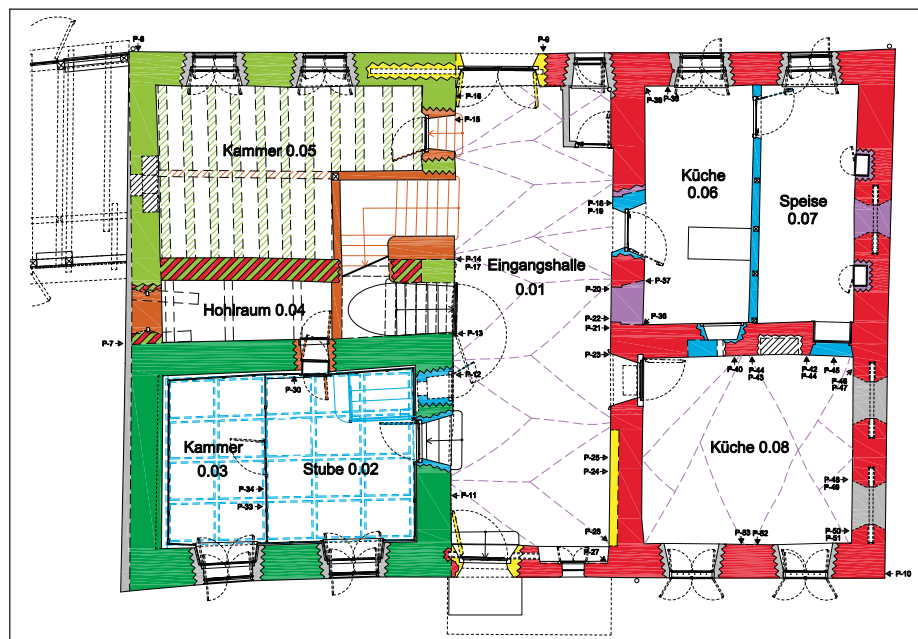 P-8
P-9
P-16
P-15
P-39
P-38
Kammer 0.05
Küche
0.06
Speise
0.07
P-18
P-19
P-14
P-17
Eingangshalle
0.01
P-37
P-20
Hohlraum 0.04
P-22
P-21
P-36
P-13
P-7
P-23
P-12
P-30
P-40
P-44
P-43
P-42
P-44
P-45
P-46
P-47
Kammer
0.03
Stube 0.02
Küche 0.08
P-25
P-24
P-34
P-33
P-11
P-48
P-49
P-28
P-27
P-53
P-52
P-50
P-51
P-10